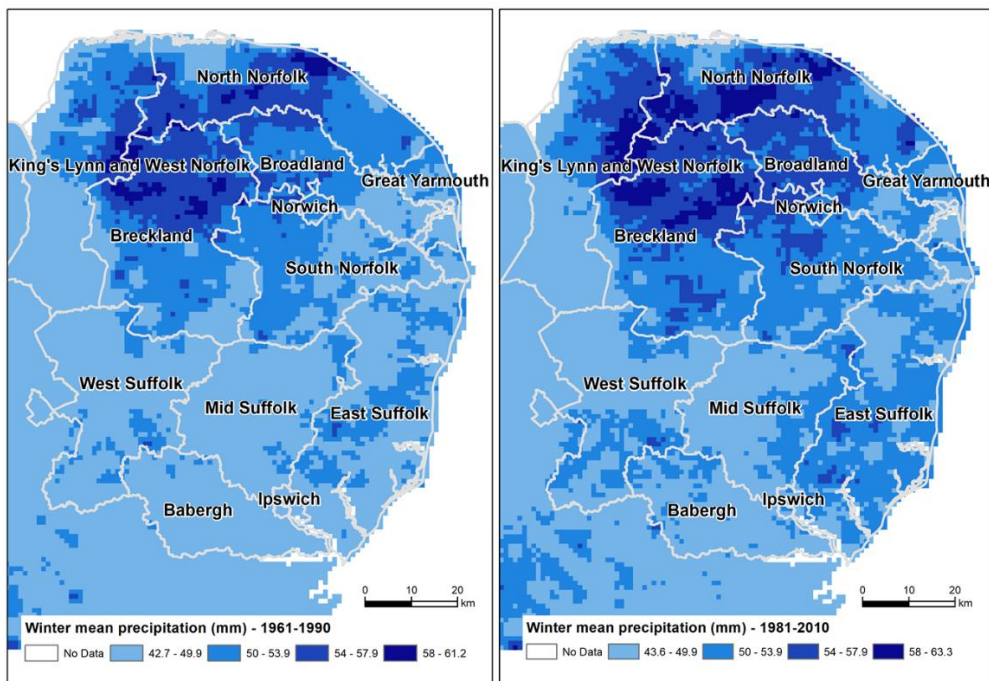 North Norfolk
King's Lynn and West Norfolk
Broadland
Great Yarmouth
Norwich
Breckland
South Norfolk
West Suffolk
Mid Suffolk
East Suffolk
Ipswich
Babergh
0 10 20
km
Winter mean precipitation (mm) - 1961-1990
No Data 42.7 - 49.9 50 - 53.9 54 - 57.9 58 - 61.2
North Norfolk
King's Lynn and West Norfolk
Broadland
Great Yarmouth
Norwich
Breckland
South Norfolk
West Suffolk
Mid Suffolk
East Suffolk
Ipswich
Babergh
0 10 20
km
Winter mean precipitation (mm) - 1981-2010
No Data 43.6 - 49.9 50 - 53.9 54 - 57.9 58 - 63.3